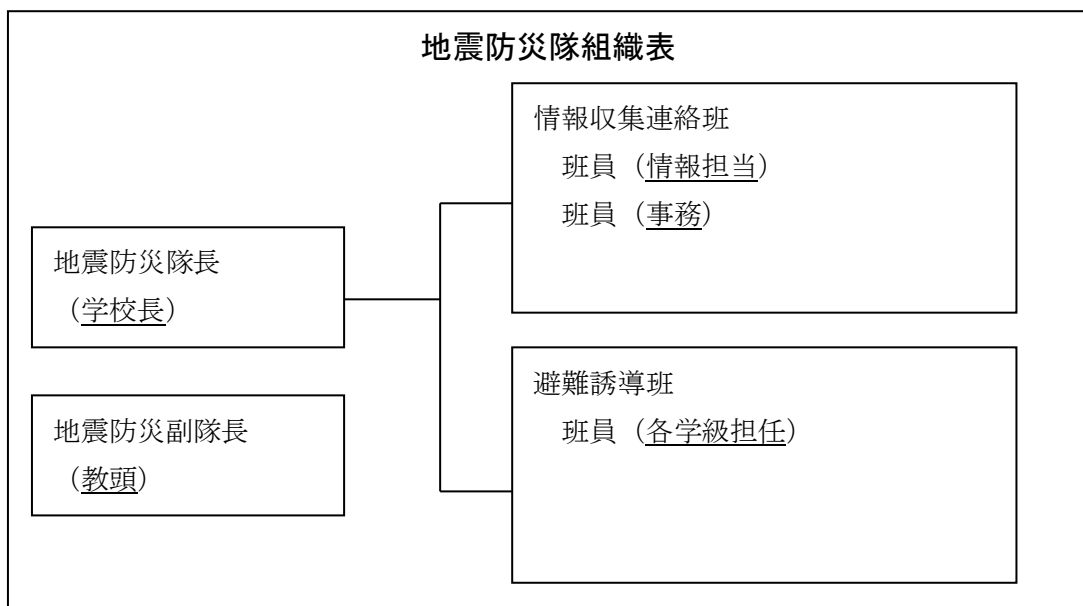 地震防災隊組織表
地震防災隊長
（学校長）
地震防災副隊長
（教頭）
情報収集連絡班
班員（情報担当）
班員（事務）
避難誘導班
班員（各学級担任）